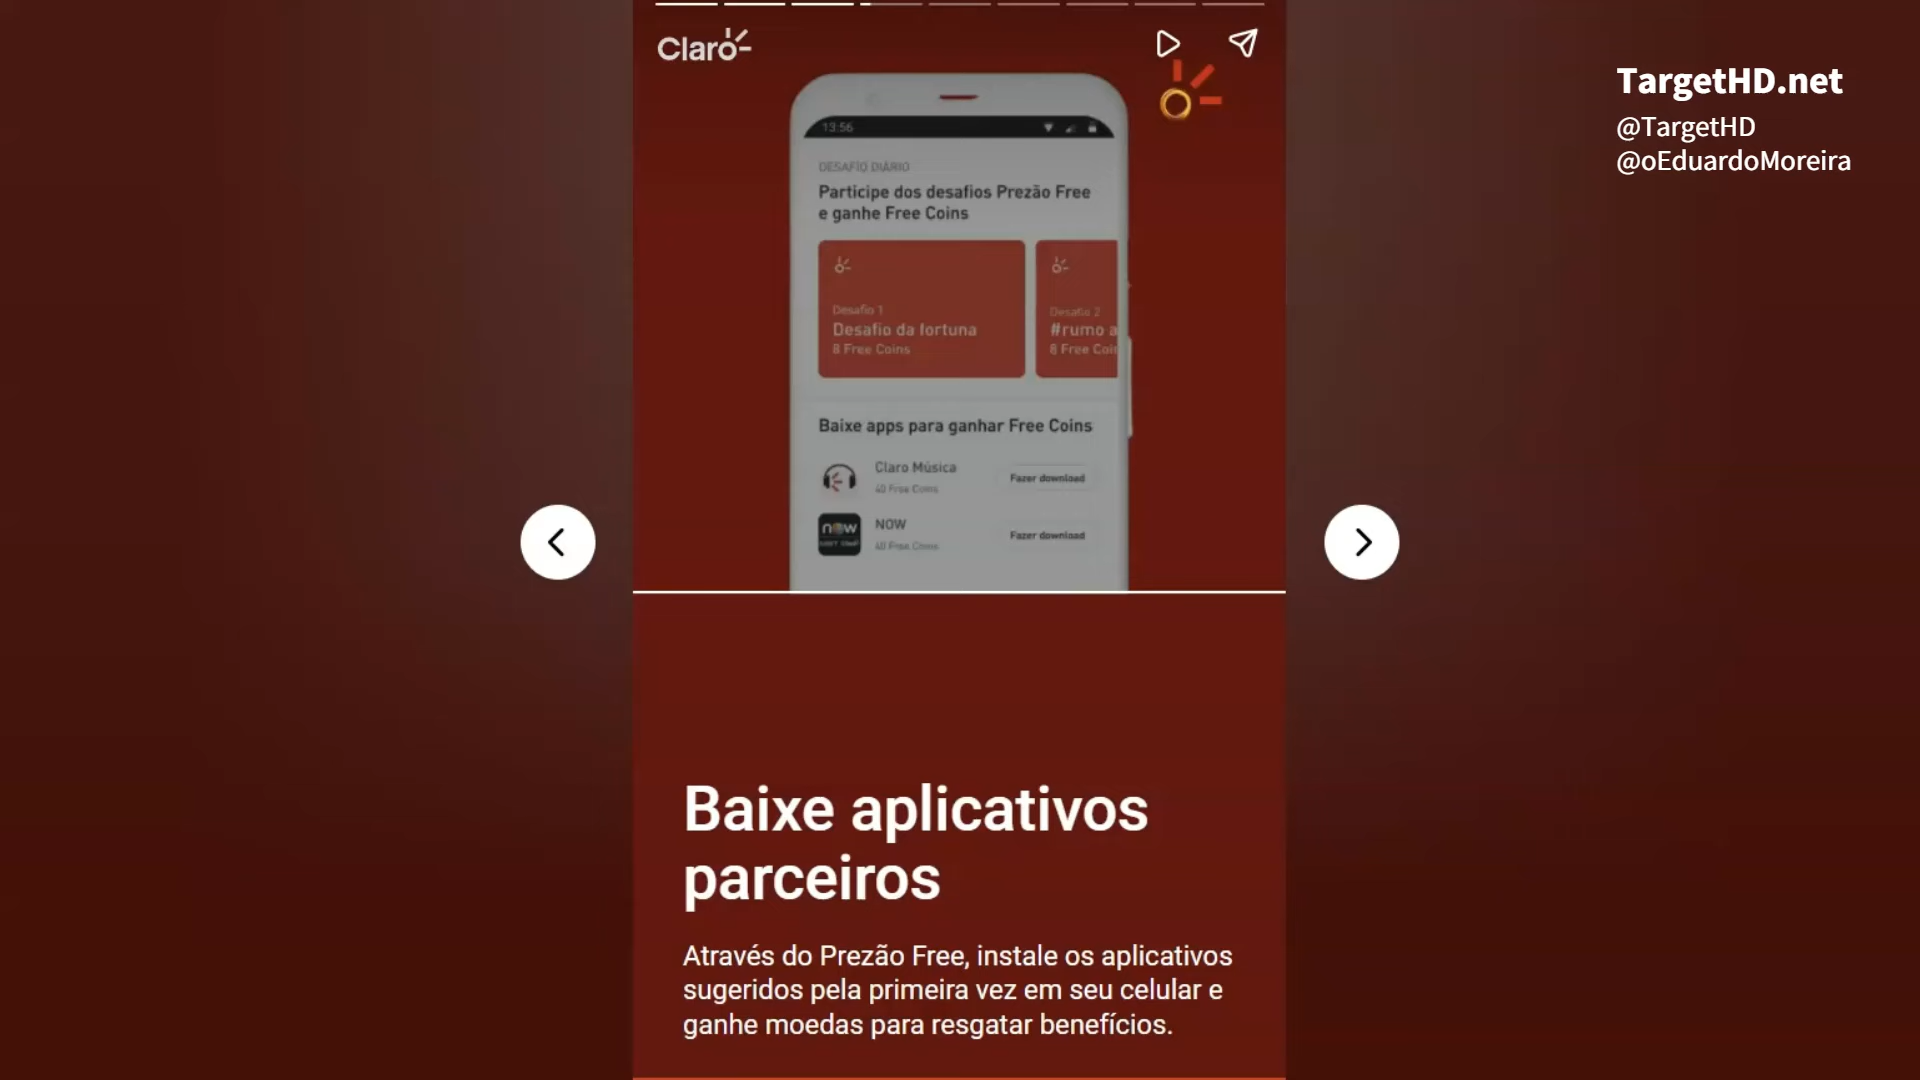 Claro
TargetHD.net
@TargetHD
@oEduardoMoreira
13:56
DESAFIO DIÁRIO
Participe dos desafios Prezão Free
e ganhe Free Coins
Desafio 1
Desafio da fortuna
8 Free Coins
Desafio 2
#rumo a
8 Free Coin
Baixe apps para ganhar Free Coins
Claro Música
40 Free Coins
Fazer download
now
NOW
40 Free Coins
Fazer download
Baixe aplicativos
parceiros
Através do Prezão Free, instale os aplicativos
sugeridos pela primeira vez em seu celular e
ganhe moedas para resgatar benefícios.